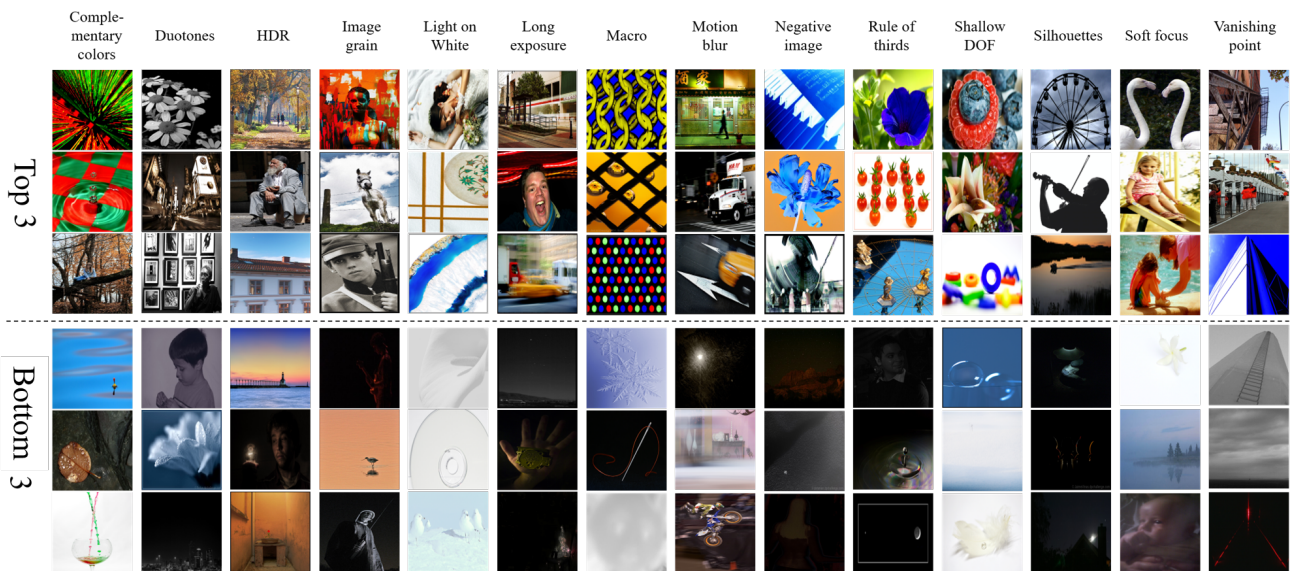 Comple-
mentary
colors
Duotones
HDR
Image
grain
Light on
White
Long
exposure
Macro
Motion
blur
Negative
image
Rule of
thirds
Shallow
DOF
Silhouettes
Soft focus
Vanishing
point
Top 3
Bottom 3